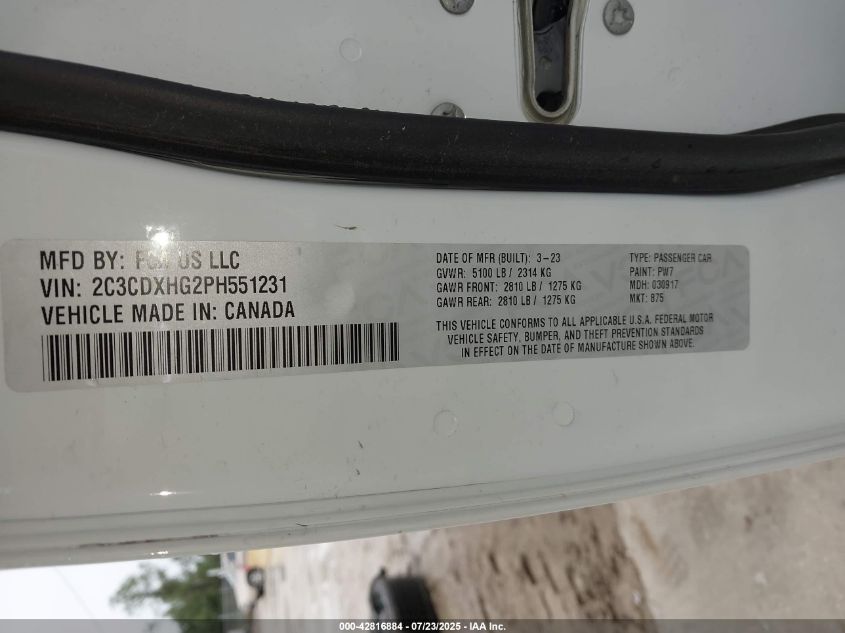 MFD BY: FCA US LLC
VIN: 2C3CDXHG2PH551231
VEHICLE MADE IN: CANADA
DATE OF MFR (BUILT): 3-23
GVWR: 5100 LB / 2314 KG
GAWR FRONT: 2810 LB / 1275 KG
GAWR REAR: 2810 LB / 1275 KG
TYPE: PASSENGER CAR
PAINT: PW7
MDH: 030917
MKT: 875
THIS VEHICLE CONFORMS TO ALL APPLICABLE U.S.A. FEDERAL MOTOR
VEHICLE SAFETY, BUMPER, AND THEFT PREVENTION STANDARDS
IN EFFECT ON THE DATE OF MANUFACTURE SHOWN ABOVE.
000-42816884 - 07/23/2025 - IAA Inc.